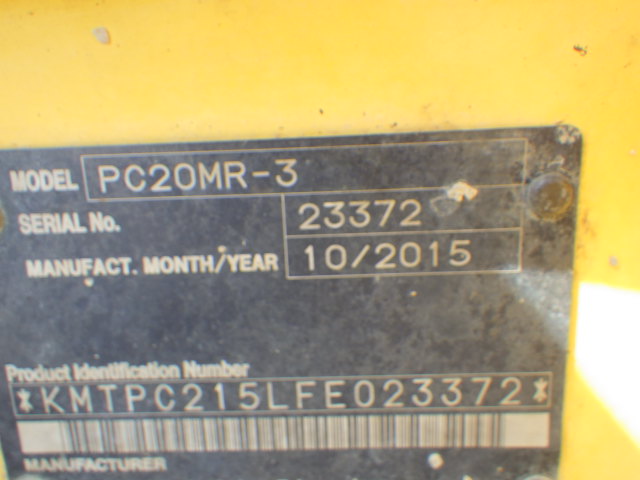 MODEL PC20MR-3
SERIAL No. 23372
MANUFACT. MONTH/YEAR 10/2015
Product Identification Number
*KMTPC215LFE023372*
MANUFACTURER